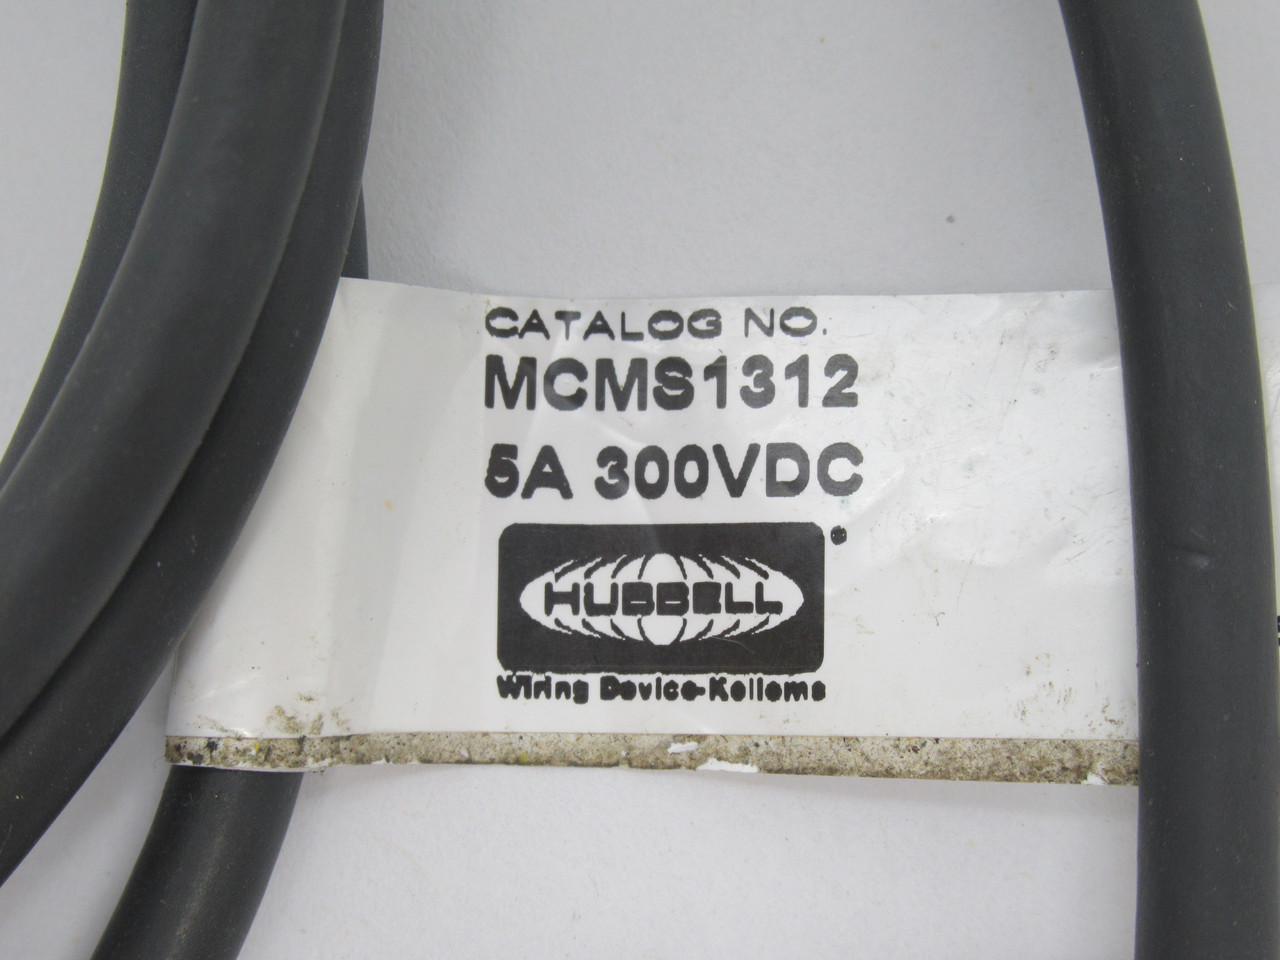 CATALOG NO.
MCMS1312
5A 300VDC
HUBBELL
Wiring Device-Kellems